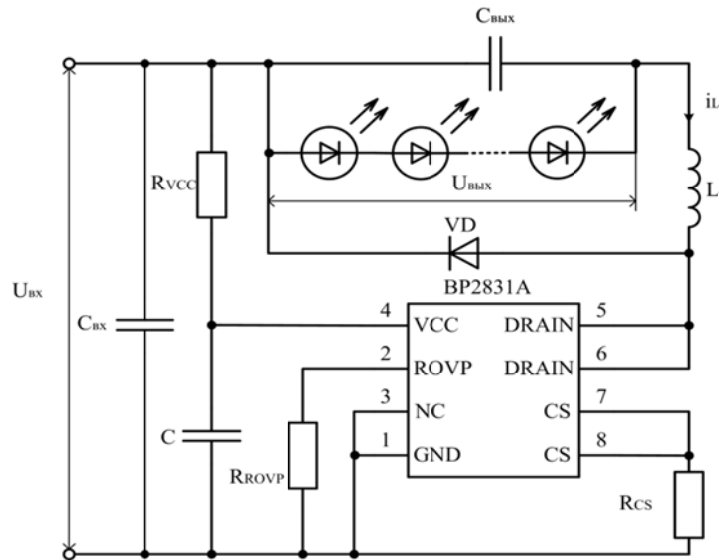 Cвых
iL
Uвых
RVCC
L
VD
BP2831A
Uвх
Cвх
4 VCC DRAIN 5
2 ROVP DRAIN 6
3 NC CS 7
1 GND CS 8
C
RROVP
RCS